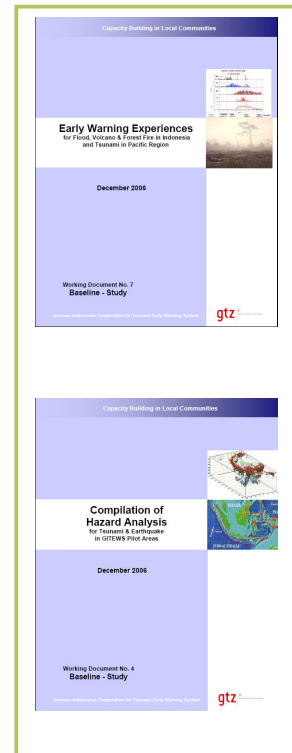 Capacity Building in Local Communities
Early Warning Experiences
for Flood, Volcano & Forest Fire in Indonesia
and Tsunami in Pacific Region
December 2006
Working Document No. 7
Baseline - Study
German-Indonesian Cooperation for Tsunami Early Warning System
gtz
Capacity Building in Local Communities
Compilation of
Hazard Analysis
for Tsunami & Earthquake
in GITEWS Pilot Areas
December 2006
Working Document No. 4
Baseline - Study
German-Indonesian Cooperation for Tsunami Early Warning System
gtz